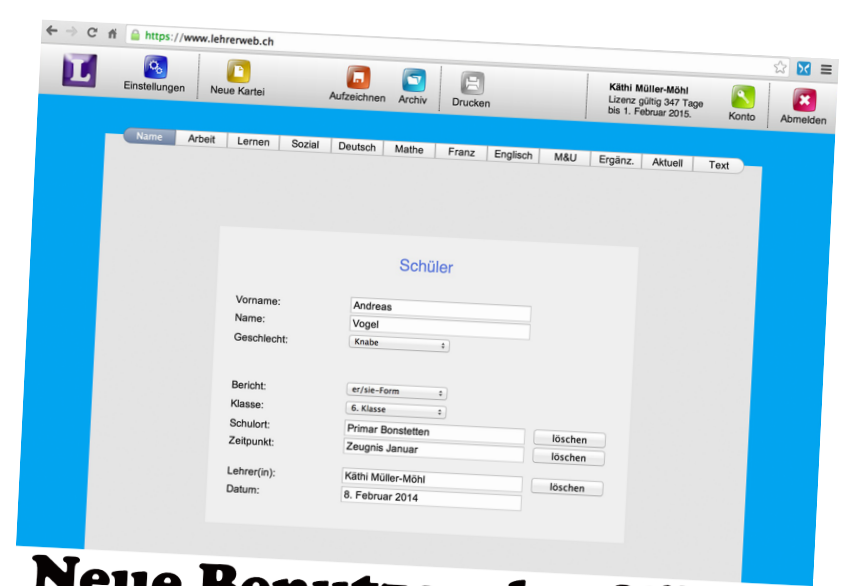 https://www.lehrerweb.ch
L
Einstellungen
Neue Kartei
Aufzeichnen
Archiv
Drucken
Käthi Müller-Möhl
Lizenz gültig 347 Tage
bis 1. Februar 2015.
Konto
Abmelden
Name Arbeit Lernen Sozial Deutsch Mathe Franz Englisch M&U Ergänz. Aktuell Text
Schüler
Vorname: Andreas
Name: Vogel
Geschlecht: Knabe
Bericht: er/sie-Form
Klasse: 6. Klasse
Schulort: Primar Bonstetten löschen
Zeitpunkt: Zeugnis Januar löschen
Lehrer(in): Käthi Müller-Möhl löschen
Datum: 8. Februar 2014
Neue